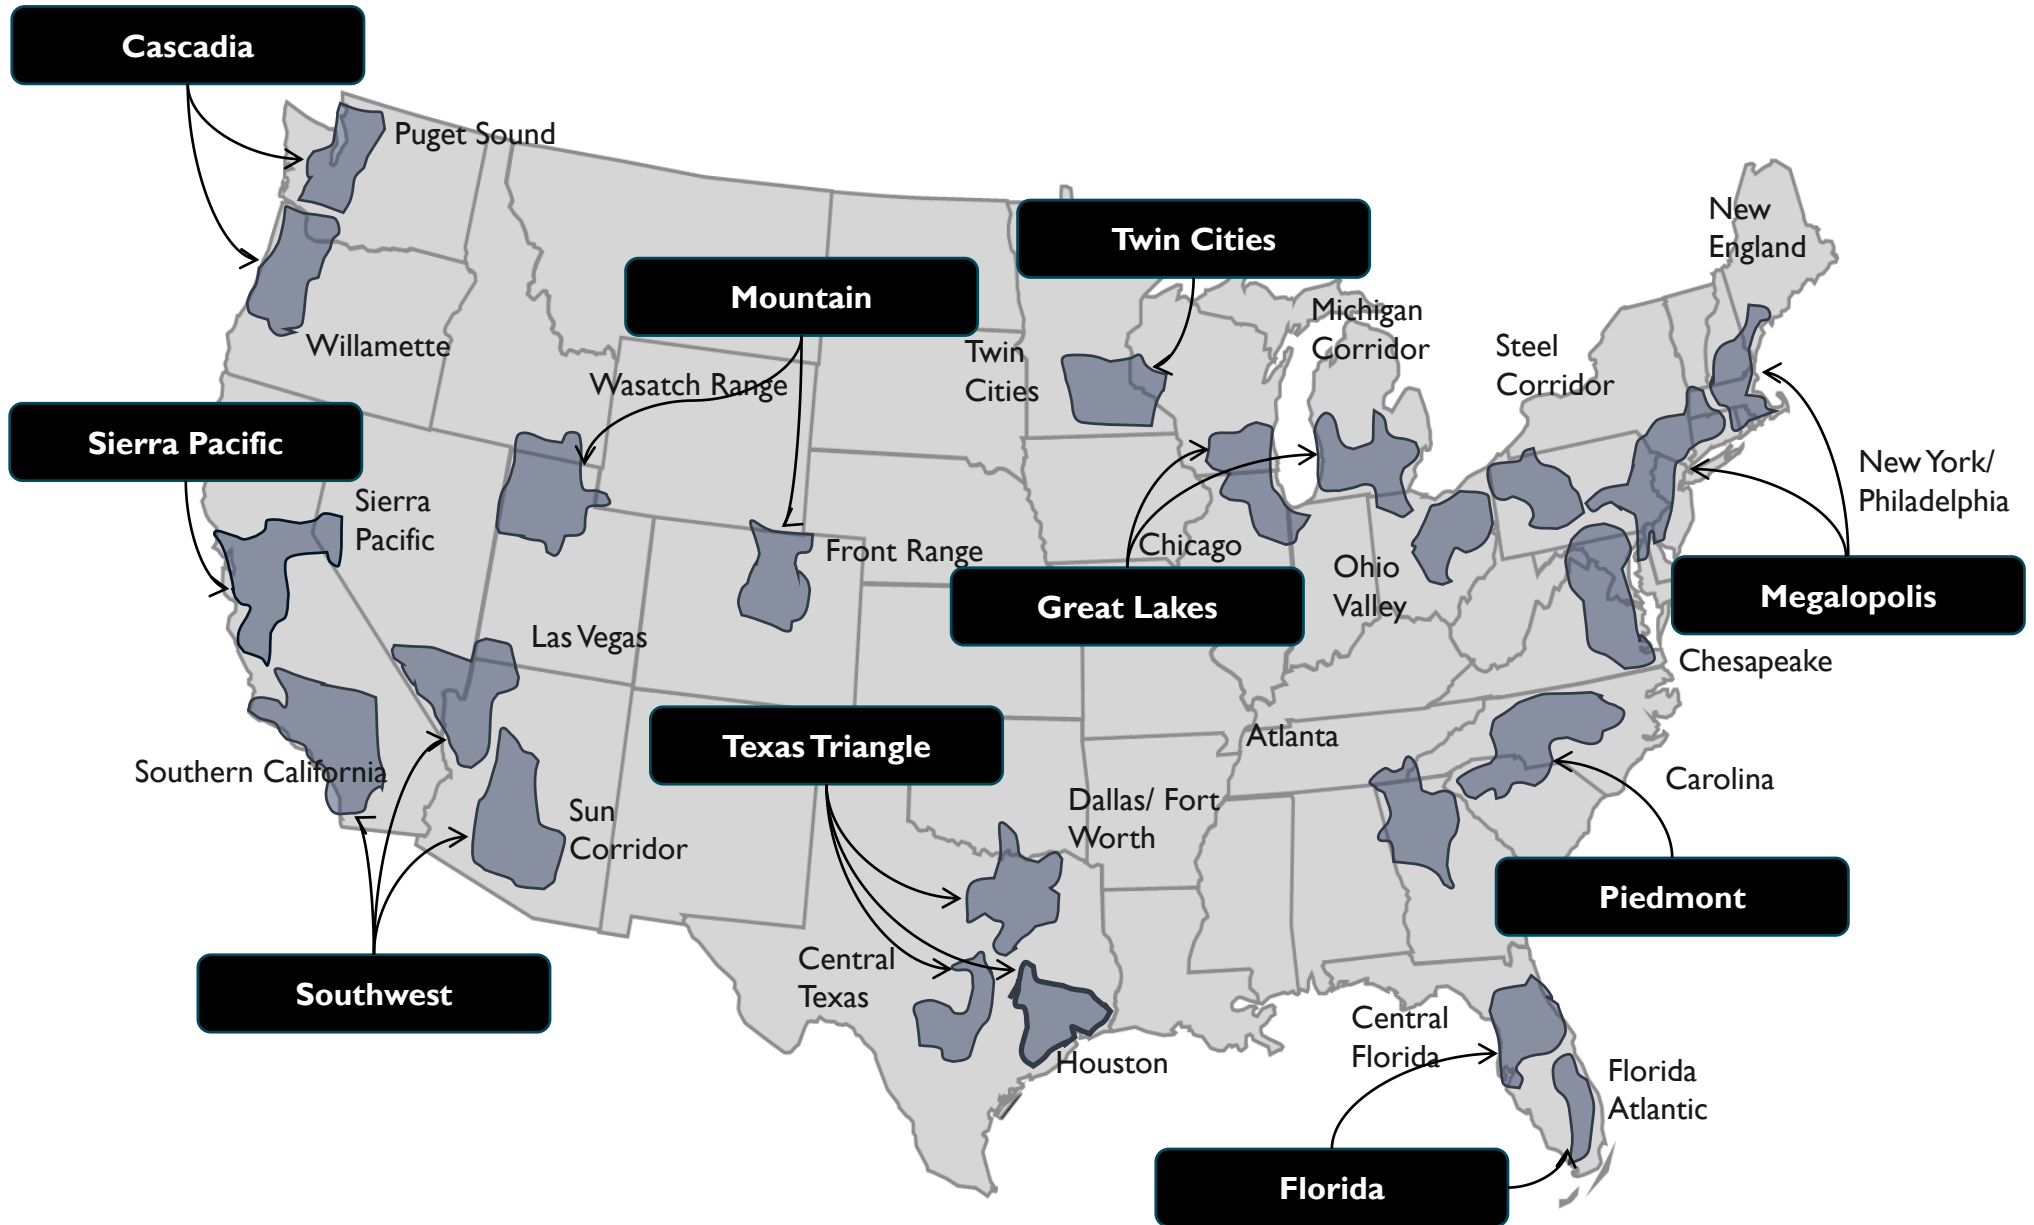 Cascadia
Puget Sound
Willamette
Mountain
Wasatch Range
Twin Cities
Twin
Cities
Michigan
Corridor
Steel
Corridor
New
England
Sierra Pacific
Sierra
Pacific
New York/
Philadelphia
Front Range
Chicago
Great Lakes
Ohio
Valley
Megalopolis
Las Vegas
Chesapeake
Texas Triangle
Atlanta
Southern California
Carolina
Sun
Corridor
Dallas/ Fort
Worth
Piedmont
Southwest
Central
Texas
Houston
Central
Florida
Florida
Atlantic
Florida